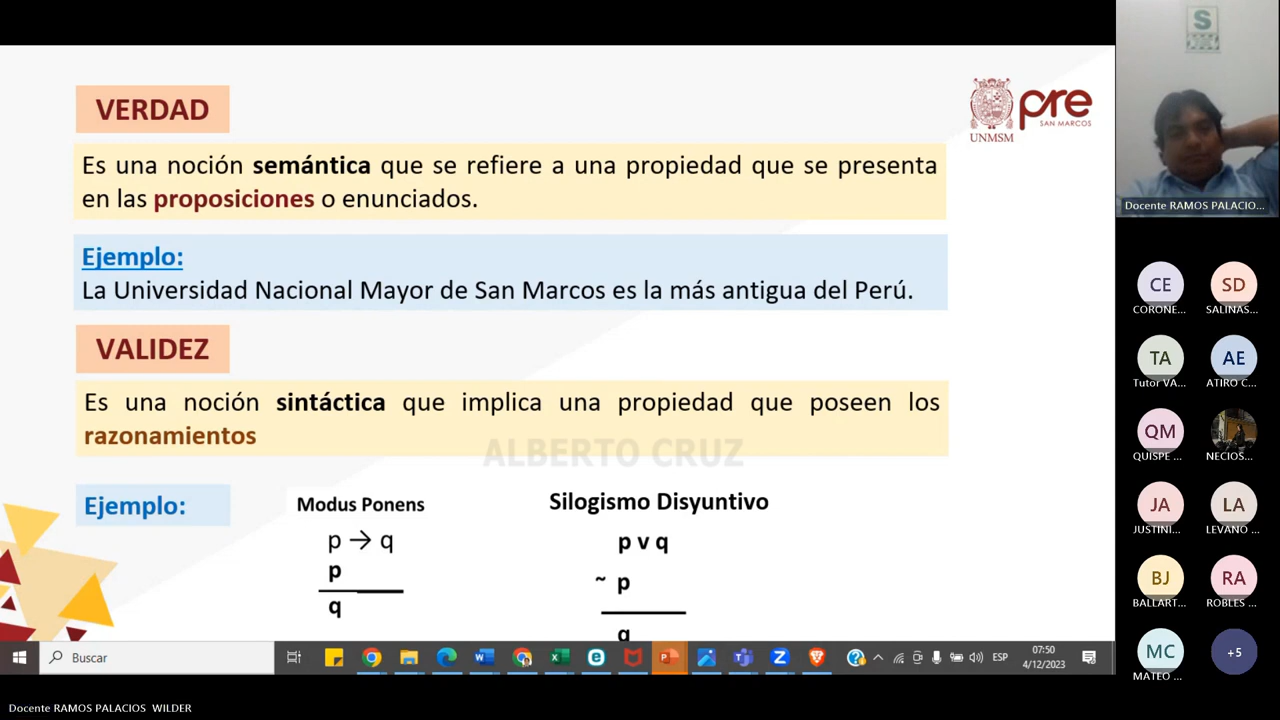 VERDAD
UNMSM
pre
SAN MARCOS
Es una noción semántica que se refiere a una propiedad que se presenta
en las proposiciones o enunciados.
Ejemplo:
La Universidad Nacional Mayor de San Marcos es la más antigua del Perú.
VALIDEZ
Es una noción sintáctica que implica una propiedad que poseen los
razonamientos
ALBERTO CRUZ
Ejemplo:
Modus Ponens
p → q
p
q
Silogismo Disyuntivo
p v q
~ p
q
Buscar
ESP
07:50
4/12/2023
S
Docente RAMOS PALACIO...
CE
CORONE...
SD
SALINAS...
TA
Tutor VA...
AE
ATIRO C...
QM
QUISPE ...
NECIOS...
JA
JUSTINI...
LA
LEVANO ...
BJ
BALLART...
RA
ROBLES ...
MC
MATEO ...
+5
Docente RAMOS PALACIOS WILDER